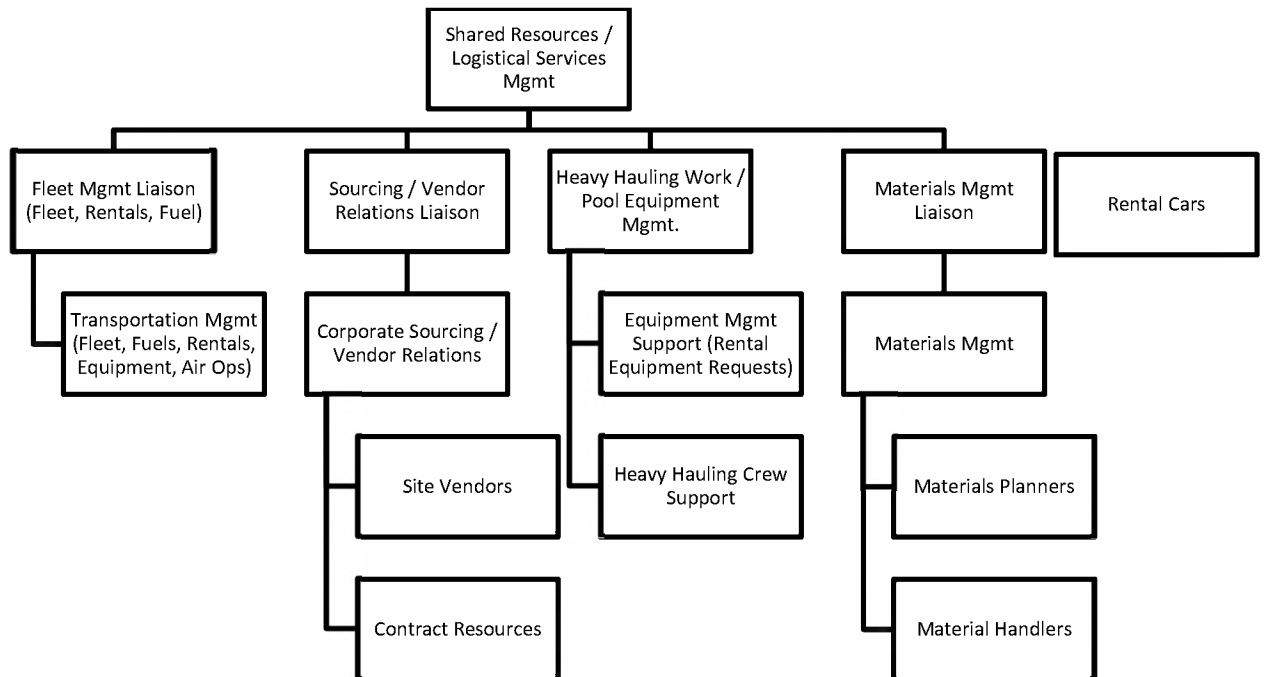 Shared Resources /
Logistical Services
Mgmt
Fleet Mgmt Liaison
(Fleet, Rentals, Fuel)
Sourcing / Vendor
Relations Liaison
Heavy Hauling Work /
Pool Equipment
Mgmt.
Materials Mgmt
Liaison
Rental Cars
Transportation Mgmt
(Fleet, Fuels, Rentals,
Equipment, Air Ops)
Corporate Sourcing /
Vendor Relations
Equipment Mgmt
Support (Rental
Equipment Requests)
Materials Mgmt
Site Vendors
Heavy Hauling Crew
Support
Materials Planners
Contract Resources
Material Handlers